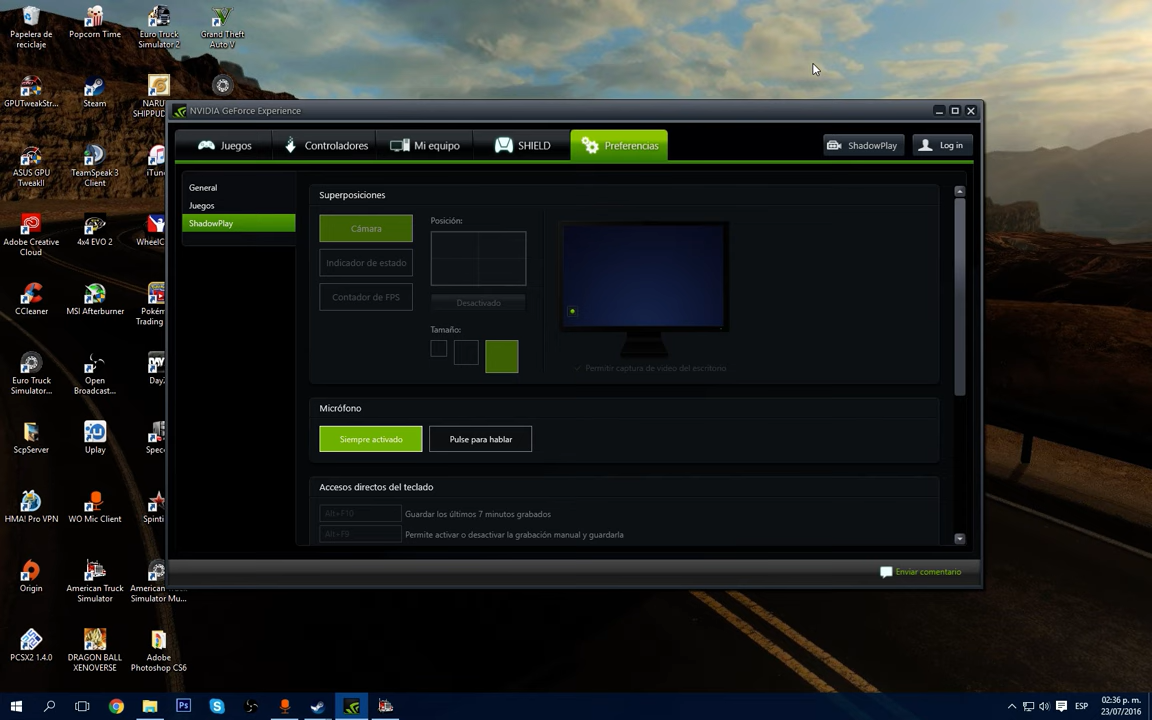 Papelera de
reciclaje
Popcorn Time
Euro Truck
Simulator 2
Grand Theft
Auto V
GPUTweakStr...
Steam
NARU
SHIPPUD
ASUS GPU
TweakII
TeamSpeak 3
Client
iTun
Adobe Creative
Cloud
4x4 EVO 2
WheelC
CCleaner
MSI Afterburner
Pokém
Trading
Euro Truck
Simulator...
Open
Broadcast...
DayZ
ScpServer
Uplay
Spec
HMA! Pro VPN
WO Mic Client
Spinti
Origin
American Truck
Simulator
American Truck
Simulator Mu...
PCSX2 1.4.0
DRAGON BALL
XENOVERSE
Adobe
Photoshop CS6
NVIDIA GeForce Experience
Juegos
Controladores
Mi equipo
SHIELD
Preferencias
ShadowPlay
Log in
General
Juegos
ShadowPlay
Superposiciones
Cámara
Indicador de estado
Contador de FPS
Posición:
Desactivado
Tamaño:
Permitir captura de video del escritorio
Micrófono
Siempre activado
Pulse para hablar
Accesos directos del teclado
Alt+F10
Guardar los últimos 7 minutos grabados
Alt+F9
Permite activar o desactivar la grabación manual y guardarla
Enviar comentario
ESP
02:36 p. m.
23/07/2016